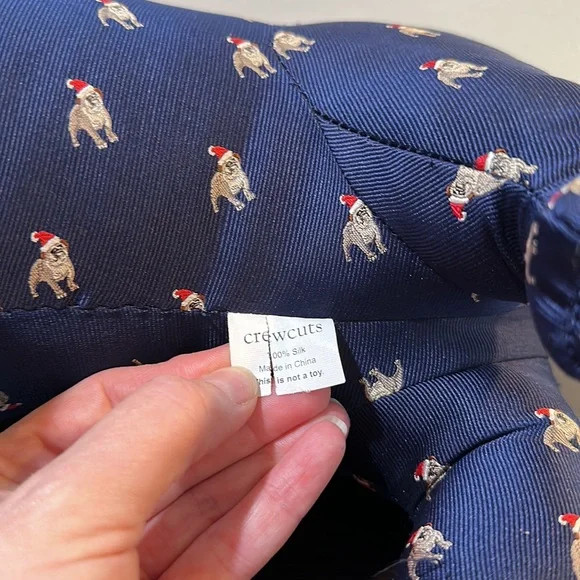 crewcuts
100% Silk
Made in China
This is not a toy.